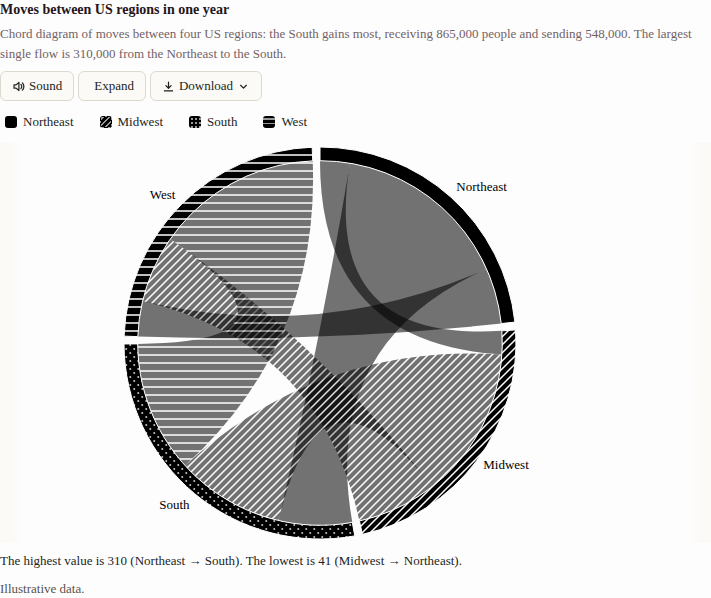 Moves between US regions in one year
Chord diagram of moves between four US regions: the South gains most, receiving 865,000 people and sending 548,000. The largest
single flow is 310,000 from the Northeast to the South.
Sound Expand Download
Northeast Midwest South West
West
Northeast
Midwest
South
The highest value is 310 (Northeast → South). The lowest is 41 (Midwest → Northeast).
Illustrative data.